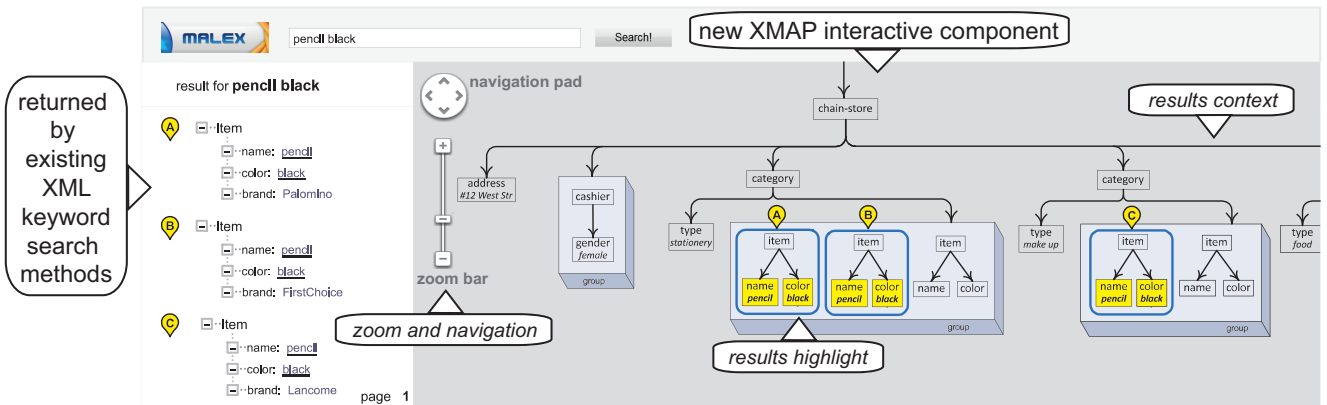 MALEX
pencil black
Search!
new XMAP interactive component
returned
by
existing
XML
keyword
search
methods
result for pencil black
A
Item
name: pencil
color: black
brand: Palomino
B
Item
name: pencil
color: black
brand: FirstChoice
C
Item
name: pencil
color: black
brand: Lancome
page 1
navigation pad
zoom bar
zoom and navigation
results context
chain-store
address
#12 West Str
cashier
gender
female
group
category
type
stationery
A
item
name
pencil
color
black
B
item
name
pencil
color
black
item
name
color
group
results highlight
category
type
make up
C
item
name
pencil
color
black
item
name
color
group
type
food